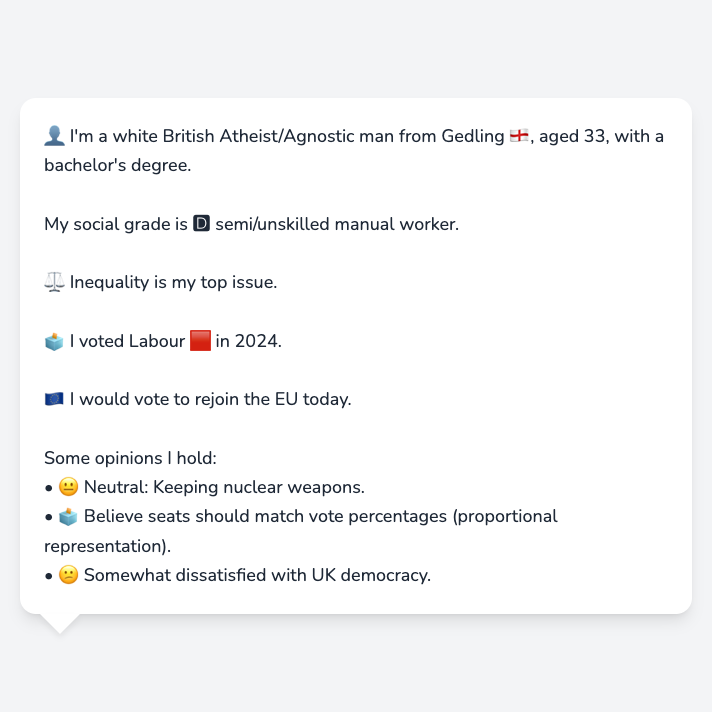 👤 I'm a white British Atheist/Agnostic man from Gedling 🏴󠁧󠁢󠁥󠁮󠁧󠁿, aged 33, with a
bachelor's degree.
My social grade is 🅳 semi/unskilled manual worker.
⚖️ Inequality is my top issue.
🗳️ I voted Labour 🟥 in 2024.
🇪🇺 I would vote to rejoin the EU today.
Some opinions I hold:
• 😐 Neutral: Keeping nuclear weapons.
• 🗳️ Believe seats should match vote percentages (proportional
representation).
• 😕 Somewhat dissatisfied with UK democracy.